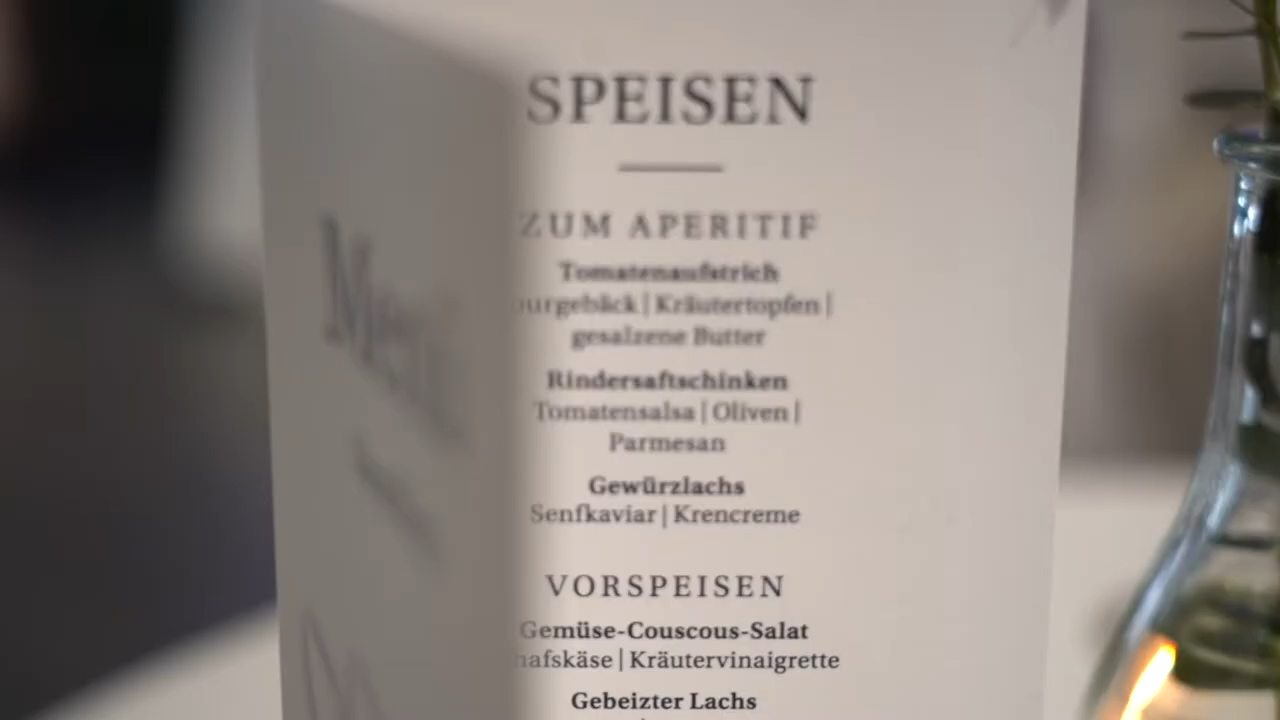 SPEISEN
ZUM APERITIF
Tomatenaufstrich
Kräutertopfen |
gesalzene Butter
Rindersaftschinken
Tomatensalsa | Oliven |
Parmesan
Gewürzlachs
Senfkaviar | Krencreme
VORSPEISEN
Gemüse-Couscous-Salat
Kräutervinaigrette
Gebeizter Lachs